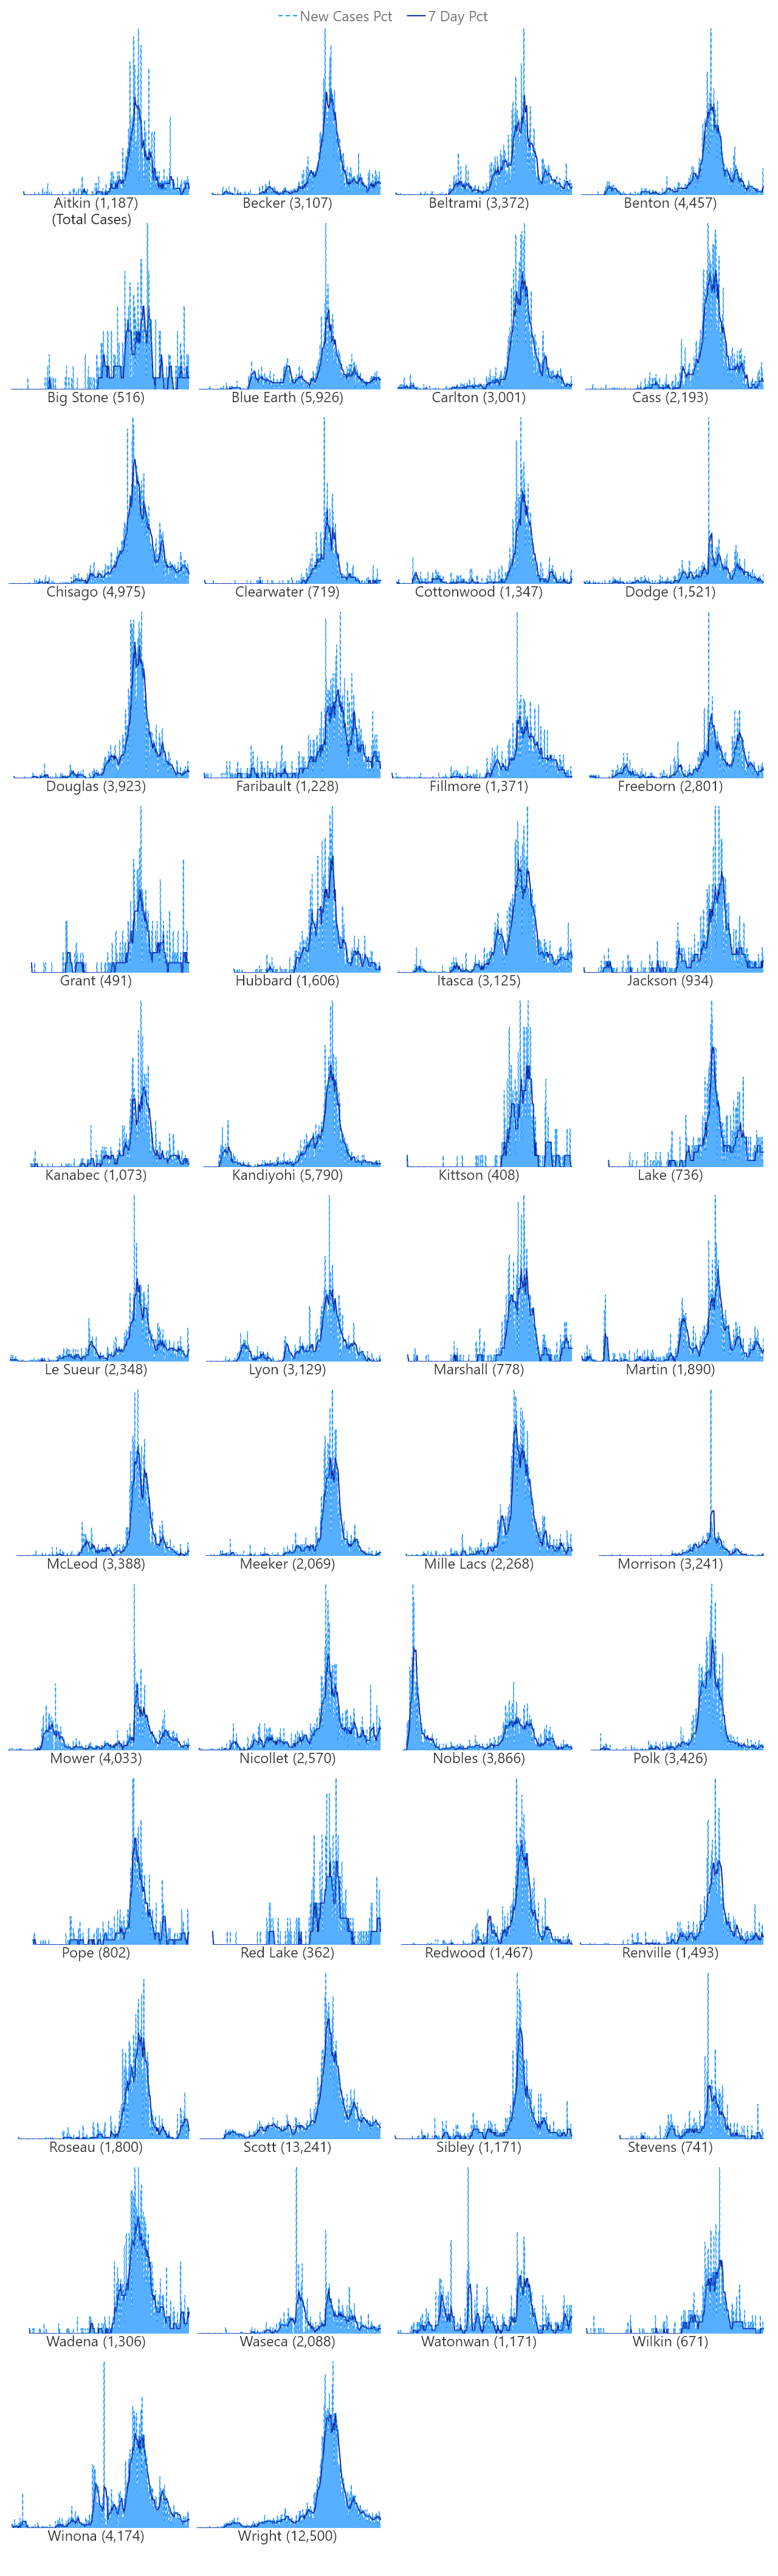 New Cases Pct 7 Day Pct
Aitkin (1,187) Becker (3,107) Beltrami (3,372) Benton (4,457)
(Total Cases)
Big Stone (516) Blue Earth (5,926) Carlton (3,001) Cass (2,193)
Chisago (4,975) Clearwater (719) Cottonwood (1,347) Dodge (1,521)
Douglas (3,923) Faribault (1,228) Fillmore (1,371) Freeborn (2,801)
Grant (491) Hubbard (1,606) Itasca (3,125) Jackson (934)
Kanabec (1,073) Kandiyohi (5,790) Kittson (408) Lake (736)
Le Sueur (2,348) Lyon (3,129) Marshall (778) Martin (1,890)
McLeod (3,388) Meeker (2,069) Mille Lacs (2,268) Morrison (3,241)
Mower (4,033) Nicollet (2,570) Nobles (3,866) Polk (3,426)
Pope (802) Red Lake (362) Redwood (1,467) Renville (1,493)
Roseau (1,800) Scott (13,241) Sibley (1,171) Stevens (741)
Wadena (1,306) Waseca (2,088) Watonwan (1,171) Wilkin (671)
Winona (4,174) Wright (12,500)